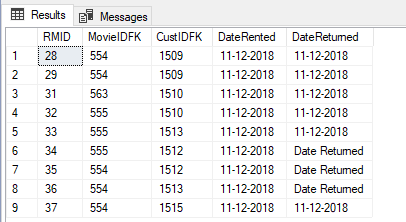 Results Messages
RMID MovieIDFK CustIDFK DateRented DateReturned
1 28 554 1509 11-12-2018 11-12-2018
2 29 554 1509 11-12-2018 11-12-2018
3 31 563 1510 11-12-2018 11-12-2018
4 32 555 1510 11-12-2018 11-12-2018
5 33 555 1513 11-12-2018 11-12-2018
6 34 555 1512 11-12-2018 Date Returned
7 35 554 1512 11-12-2018 Date Returned
8 36 554 1513 11-12-2018 Date Returned
9 37 554 1515 11-12-2018 11-12-2018